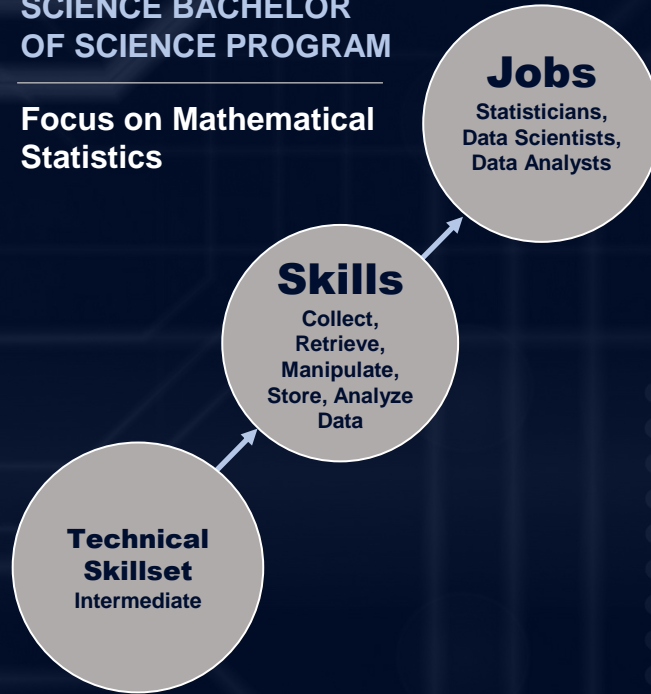 SCIENCE BACHELOR
OF SCIENCE PROGRAM
Focus on Mathematical
Statistics
Jobs
Statisticians,
Data Scientists,
Data Analysts
Skills
Collect,
Retrieve,
Manipulate,
Store, Analyze
Data
Technical
Skillset
Intermediate